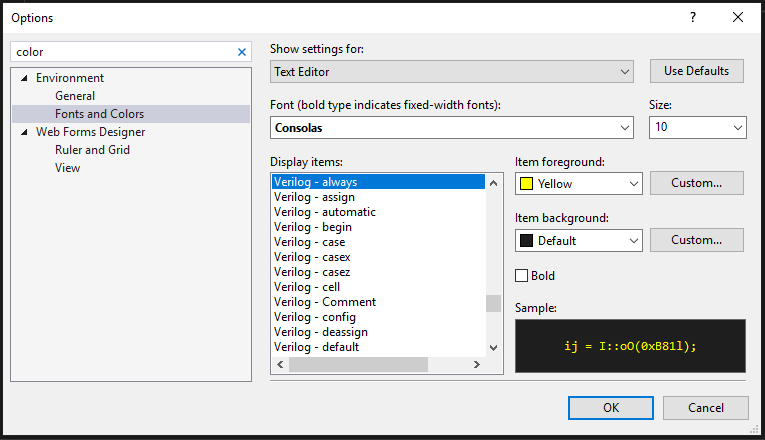 Options
?
color
Environment
General
Fonts and Colors
Web Forms Designer
Ruler and Grid
View
Show settings for:
Text Editor
Use Defaults
Font (bold type indicates fixed-width fonts):
Size:
Consolas
10
Display items:
Verilog - always
Verilog - assign
Verilog - automatic
Verilog - begin
Verilog - case
Verilog - casex
Verilog - casez
Verilog - cell
Verilog - Comment
Verilog - config
Verilog - deassign
Verilog - default
Item foreground:
Yellow
Custom...
Item background:
Default
Custom...
Bold
Sample:
ij = I::oO(0xB81l);
OK
Cancel